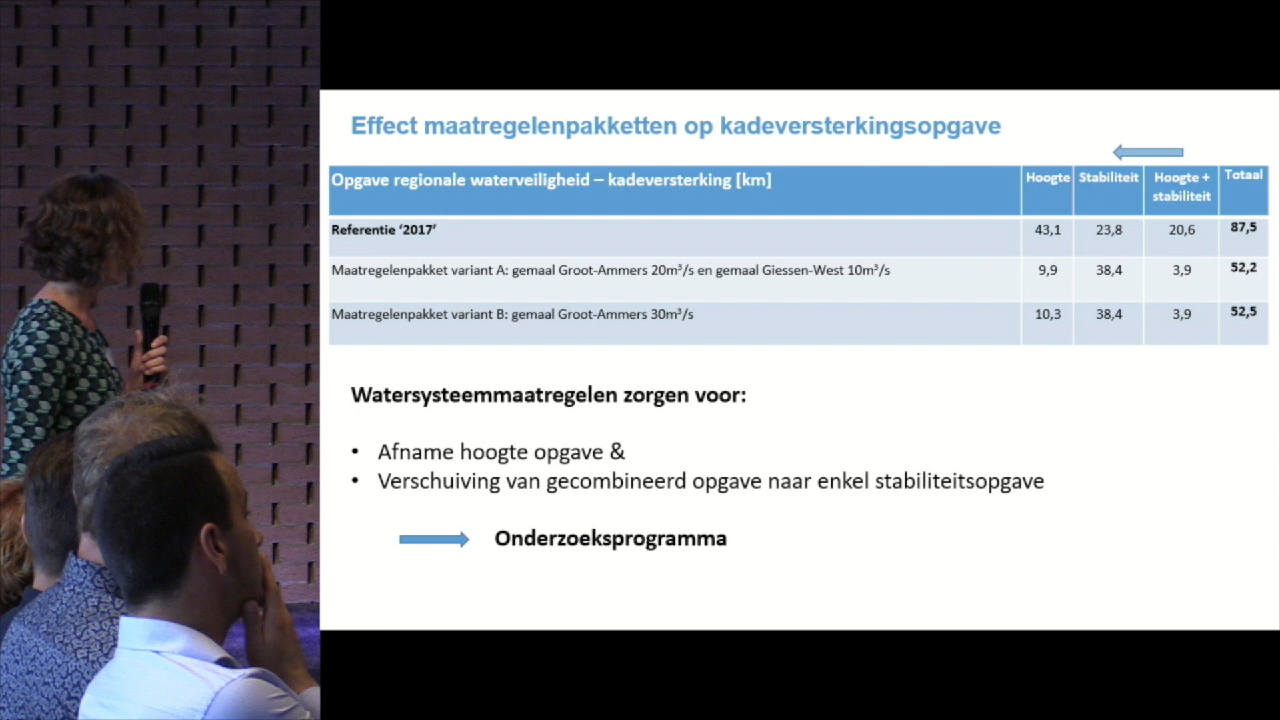 Effect maatregelenpakketten op kadeversterkingsopgave
Opgave regionale waterveiligheid – kadeversterking [km] Hoogte Stabiliteit Hoogte + stabiliteit Totaal
Referentie ‘2017’ 43,1 23,8 20,6 87,5
Maatregelenpakket variant A: gemaal Groot-Ammers 20m³/s en gemaal Giessen-West 10m³/s 9,9 38,4 3,9 52,2
Maatregelenpakket variant B: gemaal Groot-Ammers 30m³/s 10,3 38,4 3,9 52,5
Watersysteemmaatregelen zorgen voor:
• Afname hoogte opgave &
• Verschuiving van gecombineerd opgave naar enkel stabiliteitsopgave
Onderzoeksprogramma